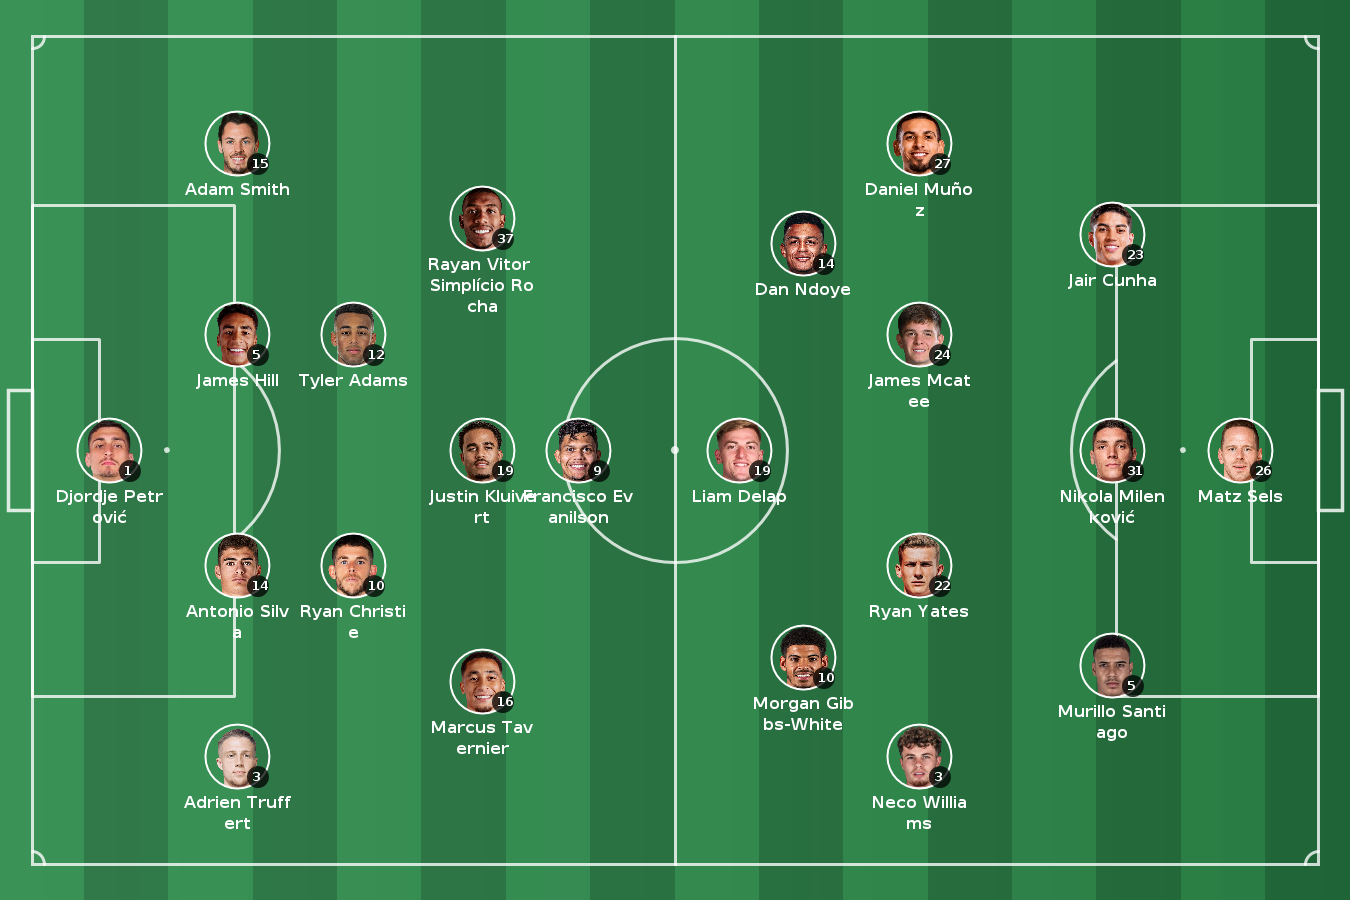 15
Adam Smith
27
Daniel Muño
z
37
Rayan Vitor
Simplício Ro
cha
14
Dan Ndoye
23
Jair Cunha
5
James Hill
12
Tyler Adams
24
James Mcat
ee
1
Djordje Petr
ović
19
Justin Kluive
rt
9
Francisco Ev
anilson
19
Liam Delap
31
Nikola Milen
ković
26
Matz Sels
14
Antonio Silv
a
10
Ryan Christi
e
22
Ryan Yates
16
Marcus Tav
ernier
10
Morgan Gib
bs-White
5
Murillo Santi
ago
3
Adrien Truff
ert
3
Neco Willia
ms